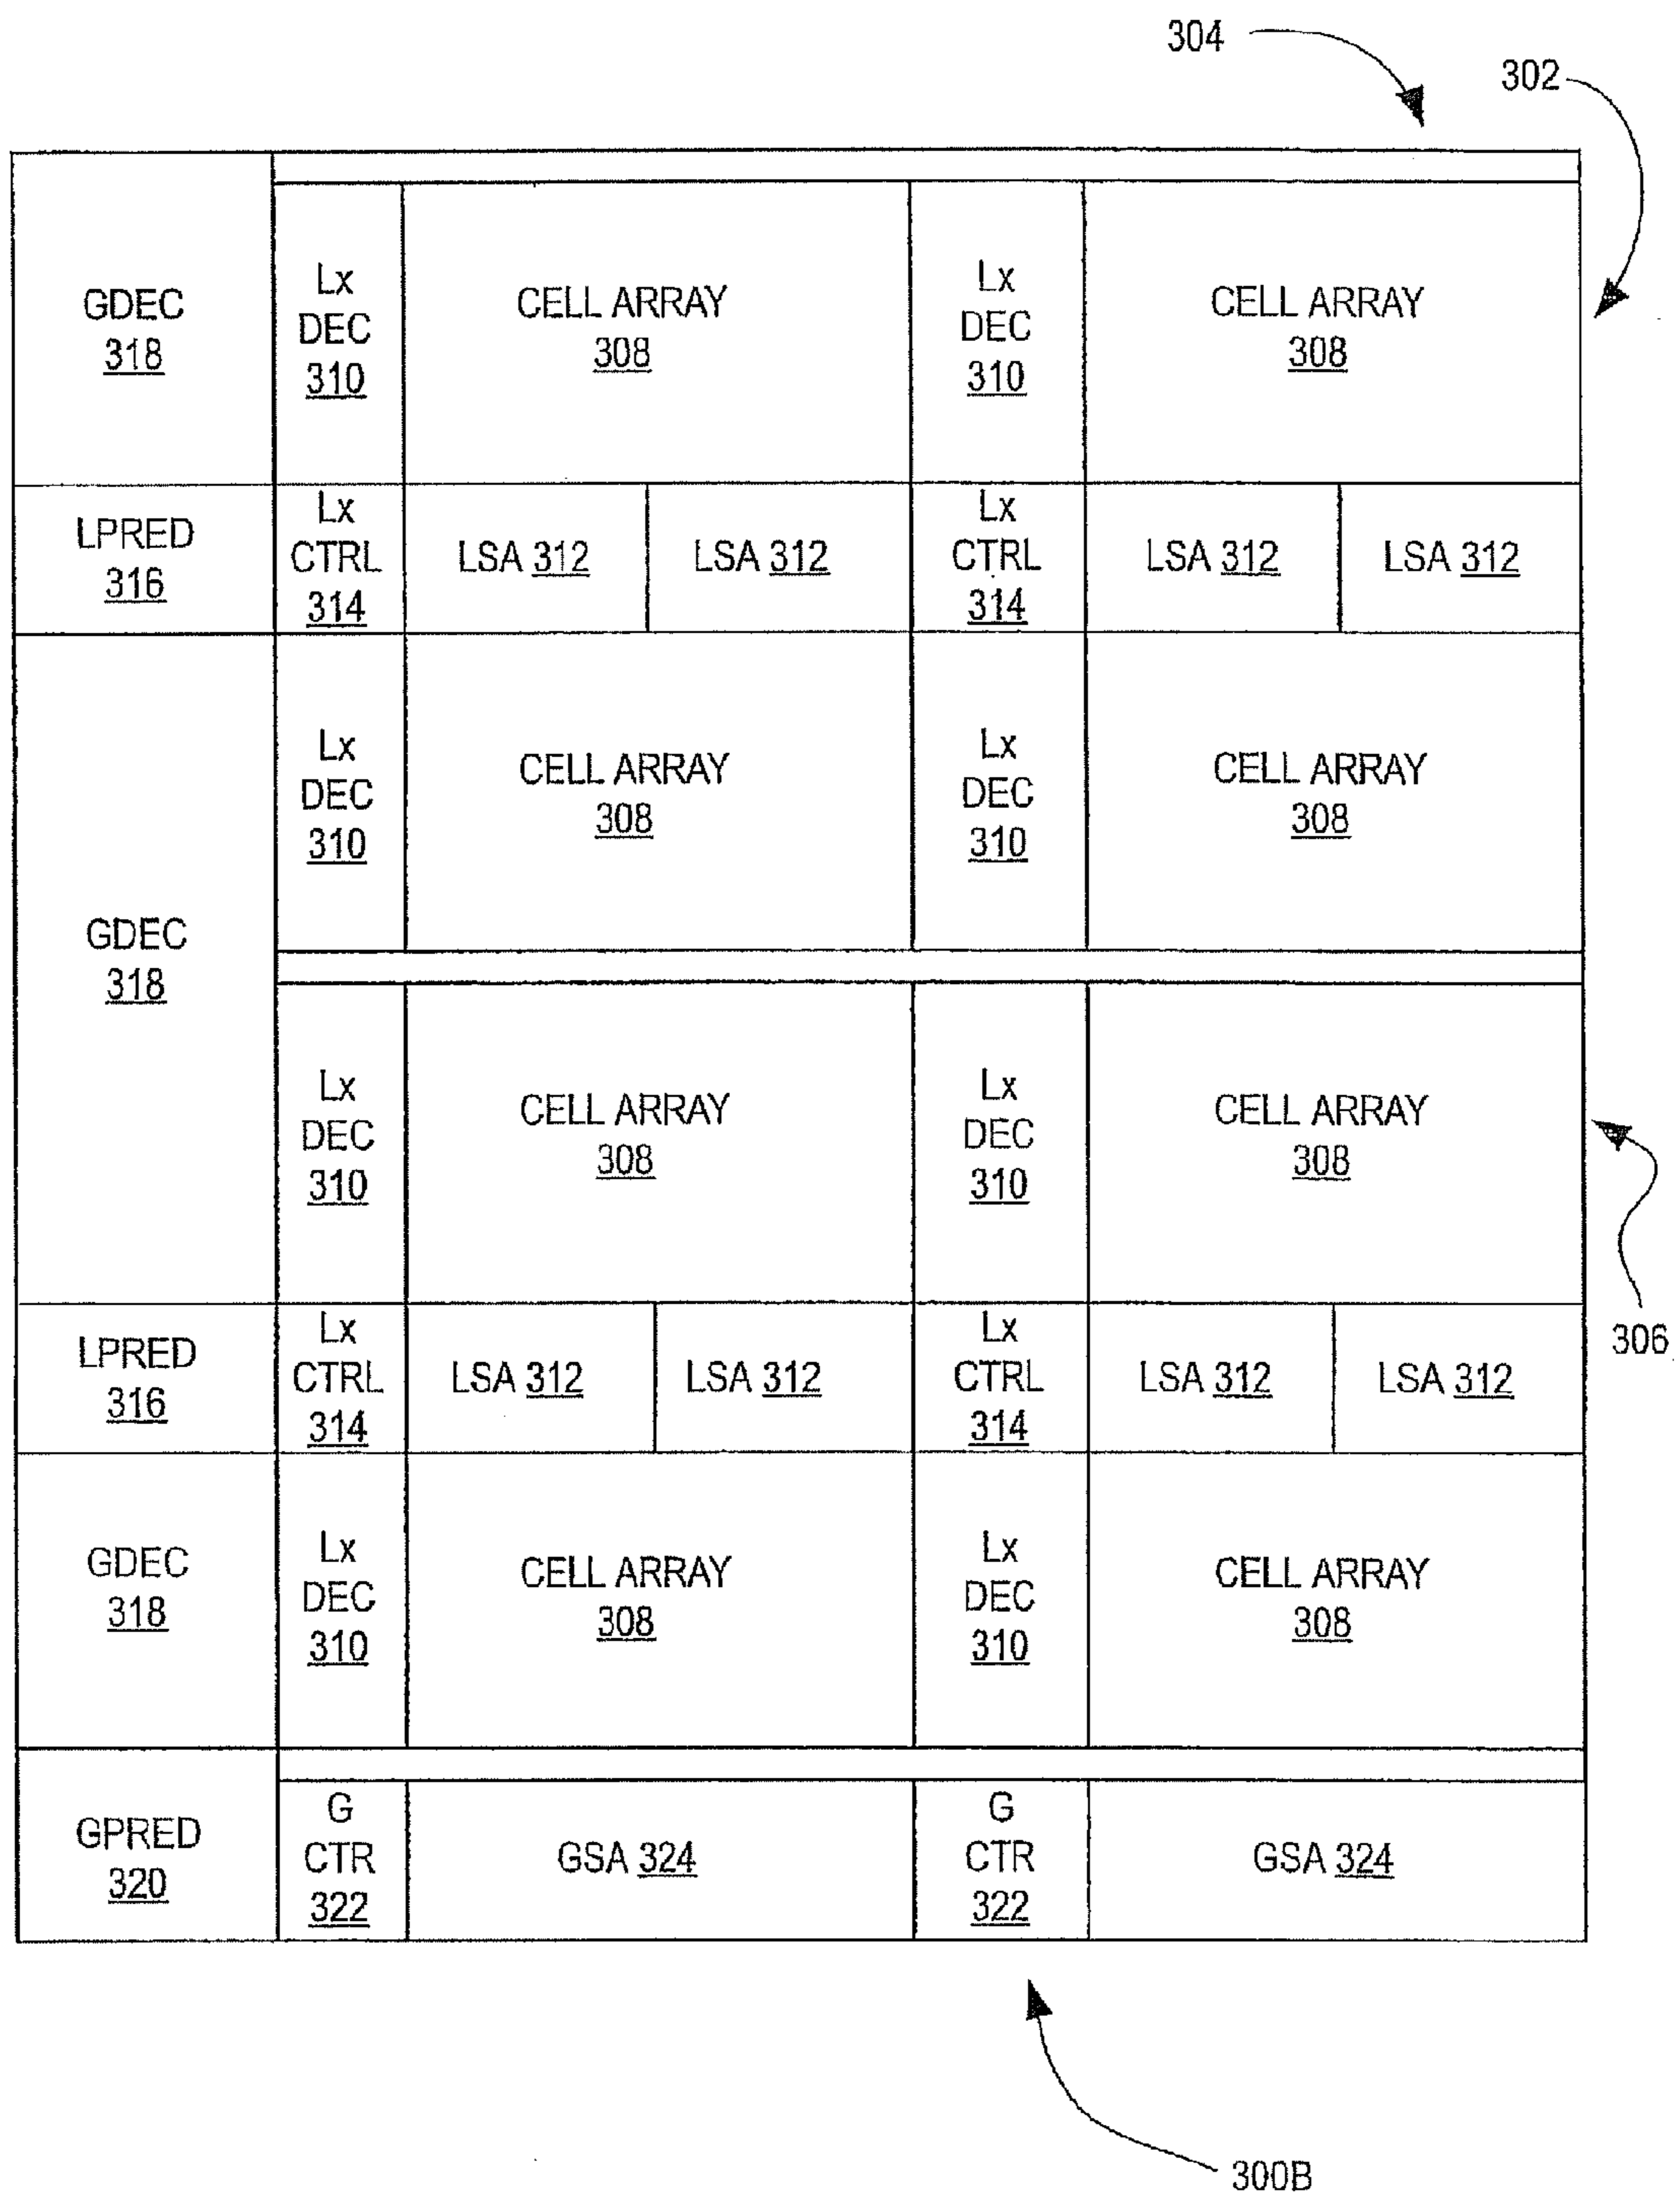 304
302
GDEC
318
Lx
DEC
310
CELL ARRAY
308
Lx
DEC
310
CELL ARRAY
308
LPRED
316
Lx
CTRL
314
LSA 312
LSA 312
Lx
CTRL
314
LSA 312
LSA 312
GDEC
318
Lx
DEC
310
CELL ARRAY
308
Lx
DEC
310
CELL ARRAY
308
Lx
DEC
310
CELL ARRAY
308
Lx
DEC
310
CELL ARRAY
308
306
LPRED
316
Lx
CTRL
314
LSA 312
LSA 312
Lx
CTRL
314
LSA 312
LSA 312
GDEC
318
Lx
DEC
310
CELL ARRAY
308
Lx
DEC
310
CELL ARRAY
308
GPRED
320
G
CTR
322
GSA 324
G
CTR
322
GSA 324
300B